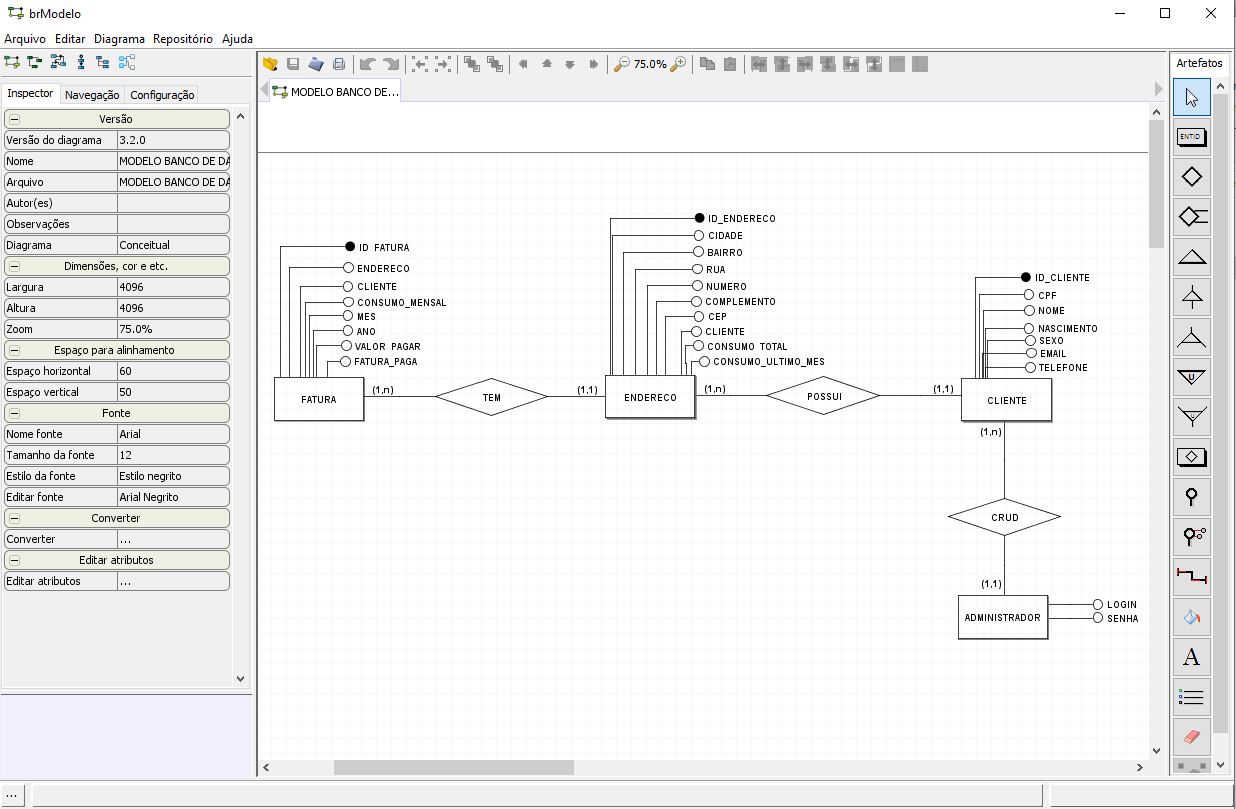 brModelo
Arquivo Editar Diagrama Repositório Ajuda
75.0%
Inspector Navegação Configuração
Versão
Versão do diagrama 3.2.0
Nome MODELO BANCO DE DA
Arquivo MODELO BANCO DE DA
Autor(es)
Observações
Diagrama Conceitual
Dimensões, cor e etc.
Largura 4096
Altura 4096
Zoom 75.0%
Espaço para alinhamento
Espaço horizontal 60
Espaço vertical 50
Fonte
Nome fonte Arial
Tamanho da fonte 12
Estilo da fonte Estilo negrito
Editar fonte Arial Negrito
Converter
Converter ...
Editar atributos
Editar atributos ...
...
MODELO BANCO DE...
ID FATURA
ENDERECO
CLIENTE
CONSUMO_MENSAL
MES
ANO
VALOR PAGAR
FATURA_PAGA
FATURA
(1,n)
TEM
(1,1)
ID_ENDERECO
CIDADE
BAIRRO
RUA
NUMERO
COMPLEMENTO
CEP
CLIENTE
CONSUMO TOTAL
CONSUMO_ULTIMO_MES
ENDERECO
(1,n)
POSSUI
(1,1)
ID_CLIENTE
CPF
NOME
NASCIMENTO
SEXO
EMAIL
TELEFONE
CLIENTE
(1,n)
CRUD
(1,1)
ADMINISTRADOR
LOGIN
SENHA
Artefatos
ENTID
U
U
A